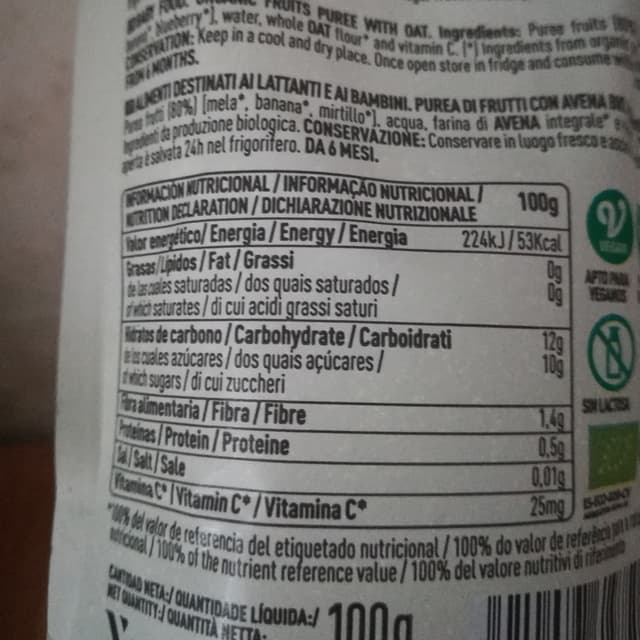 FRUITS PUREE WITH OAT. Ingredients: Puree fruits
blueberry*], water, whole OAT flour* and vitamin C. [*] Ingredients from organic
CONSERVATION: Keep in a cool and dry place. Once open store in fridge and consume
FROM 6 MONTHS.
ALIMENTI DESTINATI AI LATTANTI E AI BAMBINI. PUREA DI FRUTTI CON AVENA
frutti (80%) [mela*, banana*, mirtillo*], acqua, farina di AVENA integrale*
da produzione biologica. CONSERVAZIONE: Conservare in luogo fresco e
aperta è salvata 24h nel frigorifero. DA 6 MESI.
INFORMACIÓN NUTRICIONAL / INFORMAÇÃO NUTRICIONAL / 100g
NUTRITION DECLARATION / DICHIARAZIONE NUTRIZIONALE
Valor energético/ Energia / Energy / Energia 224kJ / 53Kcal
Grasas/Lípidos / Fat / Grassi 0g
de las cuales saturadas / dos quais saturados / 0g
of which saturates / di cui acidi grassi saturi
Hidratos de carbono / Carbohydrate / Carboidrati 12g
de los cuales azúcares / dos quais açúcares / 10g
of which sugars / di cui zuccheri
Fibra alimentaria / Fibra / Fibre 1,4g
Proteínas / Protein / Proteine 0,5g
Sal / Salt / Sale 0,01g
Vitamina C* / Vitamin C* / Vitamina C* 25mg
*100% del valor de referencia del etiquetado nutricional / 100% do valor de referência
nutricional / 100% of the nutrient reference value / 100% del valore nutritivi di riferimento
CANTIDAD NETA:/ QUANTIDADE LÍQUIDA:/ 100g
NET QUANTITY:/ QUANTITÀ NETTA:
VEGANO
APTO PARA
VEGANOS
SIN LACTOSA